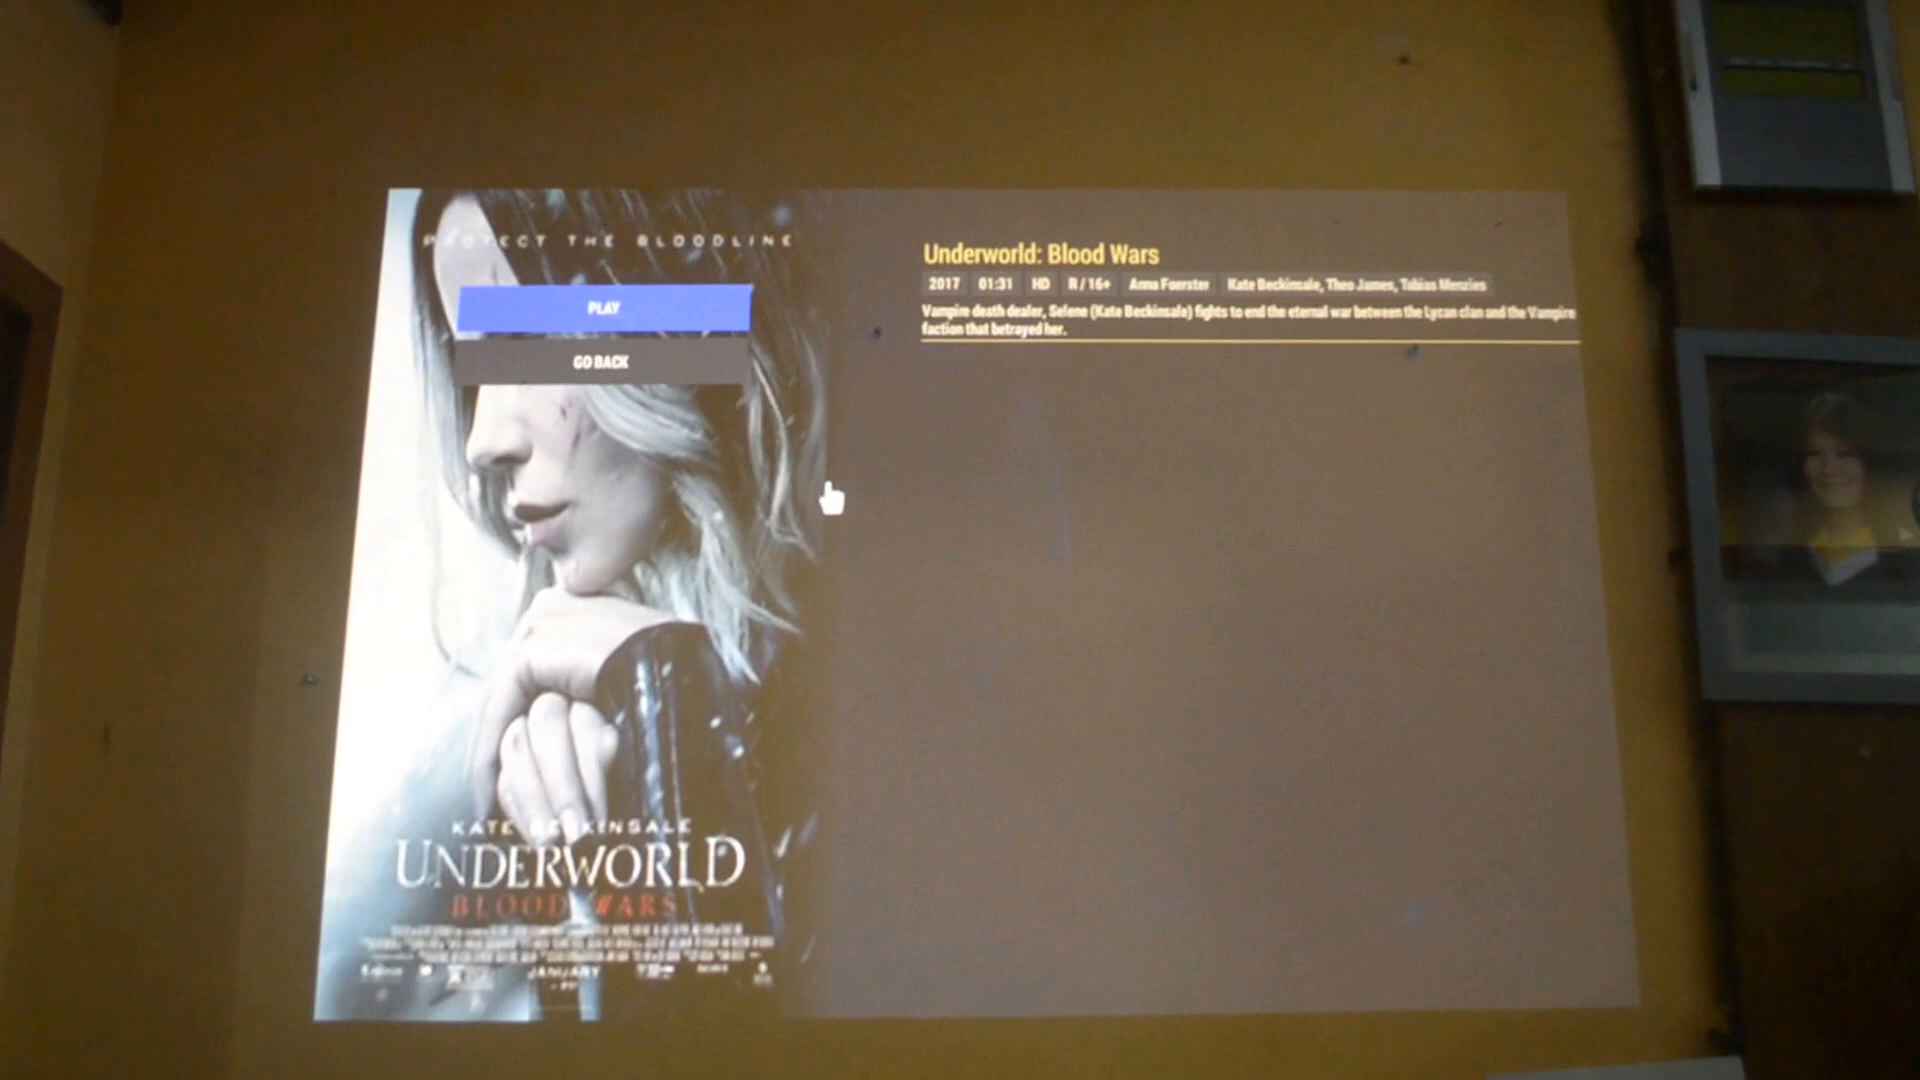 PROTECT THE BLOODLINE
PLAY
GO BACK
KATE BECKINSALE
UNDERWORLD
BLOOD WARS
JANUARY
Underworld: Blood Wars
2017 01:31 HD R / 16+ Anna Foerster Kate Beckinsale, Theo James, Tobias Menzies
Vampire death dealer, Selene (Kate Beckinsale) fights to end the eternal war between the Lycan clan and the Vampire
faction that betrayed her.